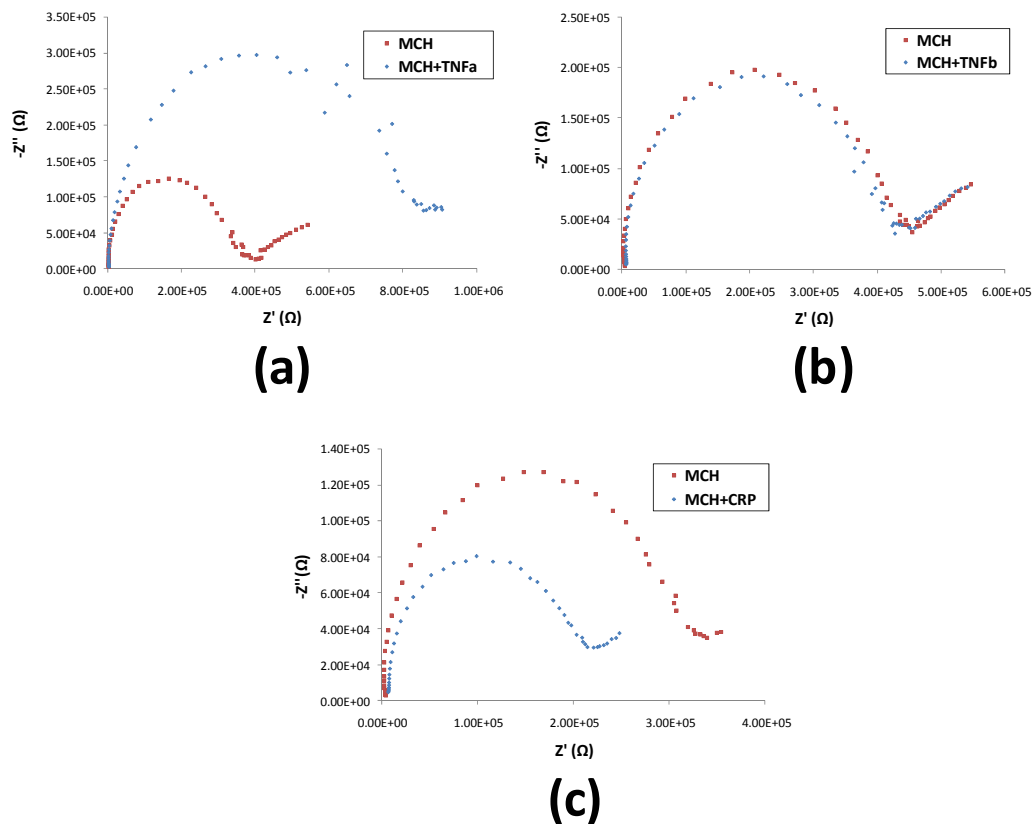 3.50E+05
3.00E+05
2.50E+05
2.00E+05
1.50E+05
1.00E+05
5.00E+04
0.00E+00
-Z'' (Ω)
MCH
MCH+TNFa
0.00E+00 2.00E+05 4.00E+05 6.00E+05 8.00E+05 1.00E+06
Z' (Ω)
(a)
2.50E+05
2.00E+05
1.50E+05
1.00E+05
5.00E+04
0.00E+00
-Z'' (Ω)
MCH
MCH+TNFb
0.00E+00 1.00E+05 2.00E+05 3.00E+05 4.00E+05 5.00E+05 6.00E+05
Z' (Ω)
(b)
1.40E+05
1.20E+05
1.00E+05
8.00E+04
6.00E+04
4.00E+04
2.00E+04
0.00E+00
-Z'' (Ω)
MCH
MCH+CRP
0.00E+00 1.00E+05 2.00E+05 3.00E+05 4.00E+05
Z' (Ω)
(c)